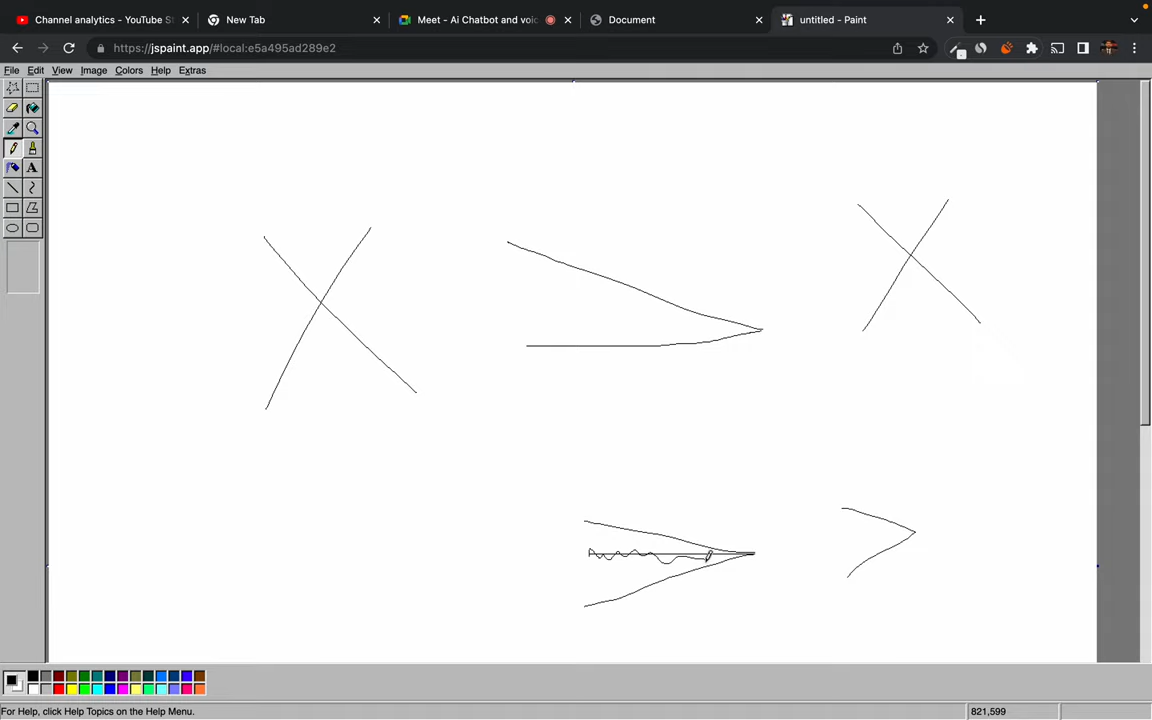 Channel analytics - YouTube St
New Tab
Meet - Ai Chatbot and voic
Document
untitled - Paint
https://jspaint.app/#local:e5a495ad289e2
File Edit View Image Colors Help Extras
A
X X
For Help, click Help Topics on the Help Menu.
821,599